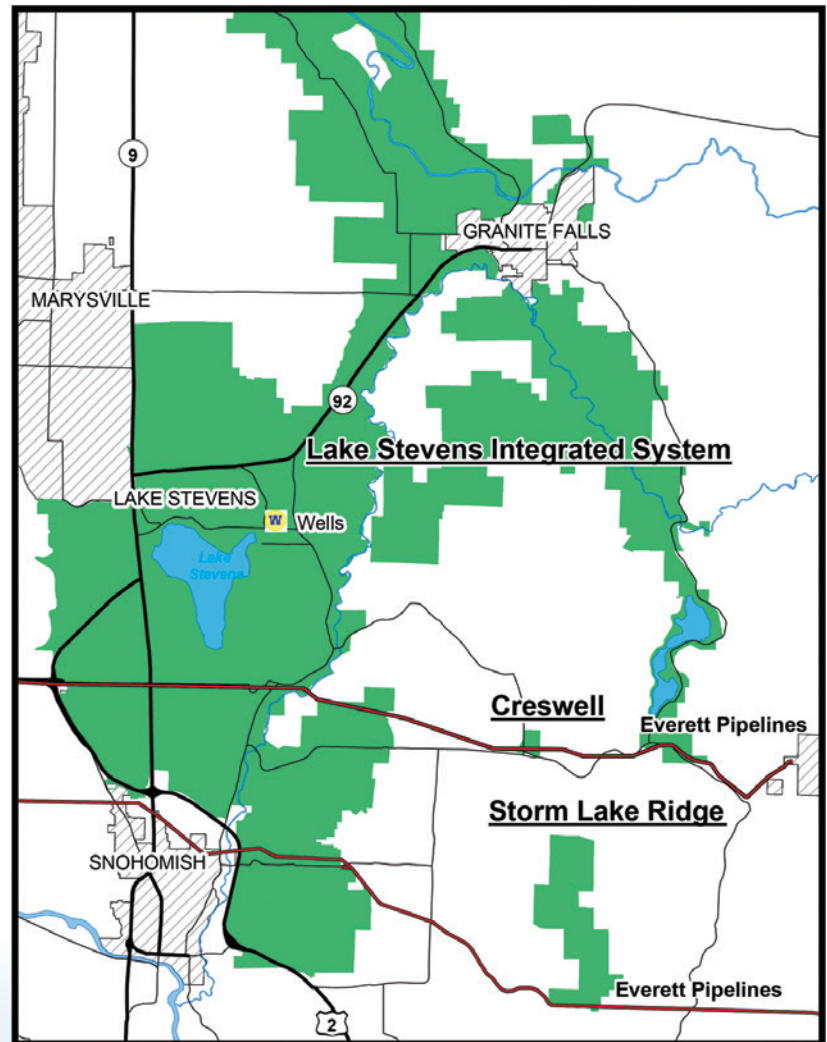 9
GRANITE FALLS
MARYSVILLE
92
Lake Stevens Integrated System
LAKE STEVENS
W Wells
Lake
Stevens
Creswell
Everett Pipelines
Storm Lake Ridge
SNOHOMISH
Everett Pipelines
2